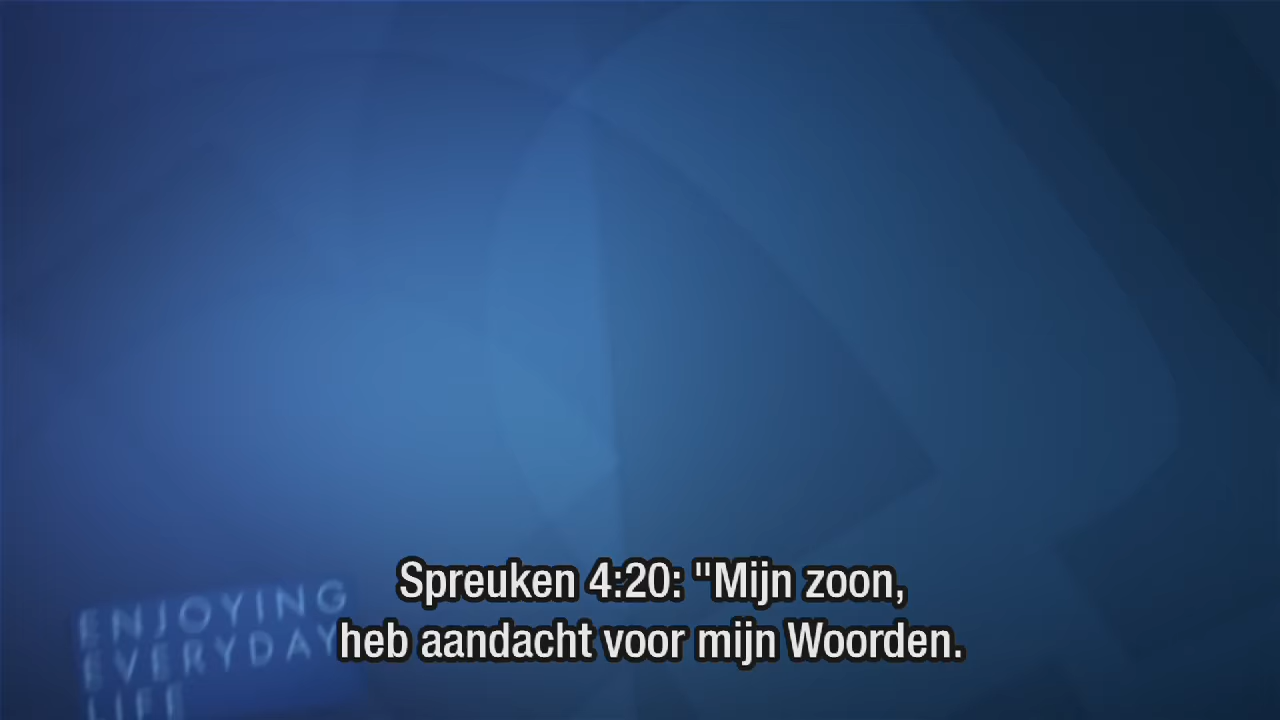 ENJOYING
EVERYDAY
LIFE
Spreuken 4:20: "Mijn zoon,
heb aandacht voor mijn Woorden.